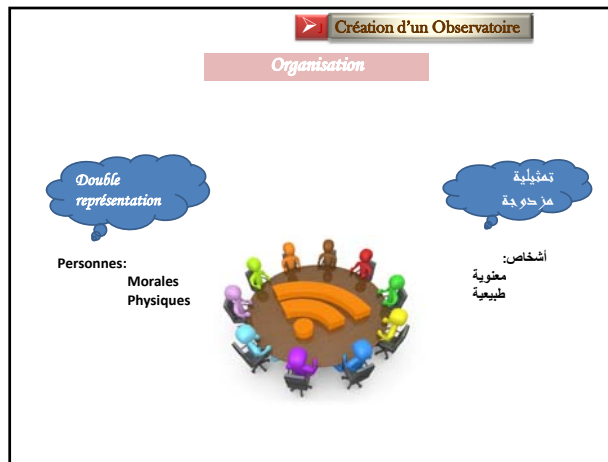 Création d'un Observatoire
Organisation
Double
représentation
تمثيلية
مزدوجة
Personnes:
Morales
Physiques
أشخاص:
معنوية
طبيعية